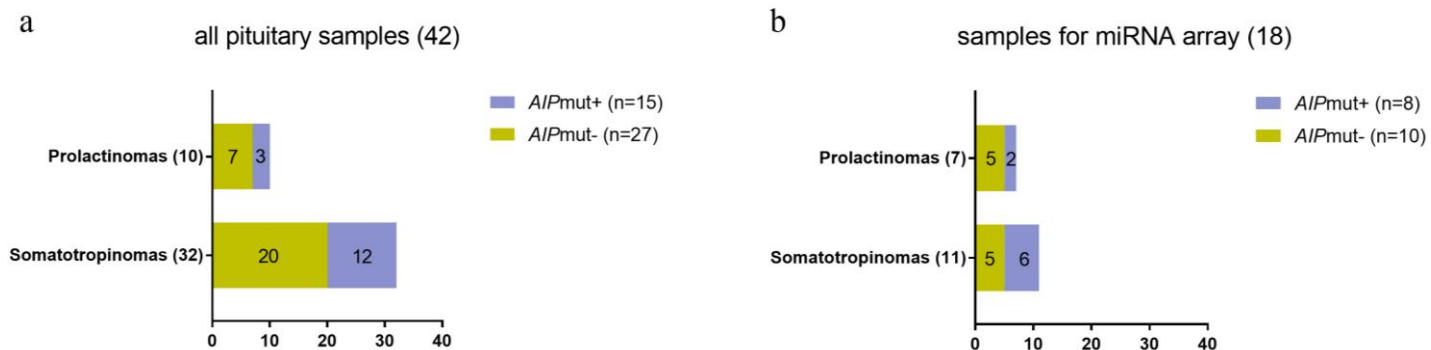 a
all pituitary samples (42)
AIPmut+ (n=15)
AIPmut- (n=27)
Prolactinomas (10)
7 3
Somatotropinomas (32)
20 12
0 10 20 30 40
b
samples for miRNA array (18)
AIPmut+ (n=8)
AIPmut- (n=10)
Prolactinomas (7)
5 2
Somatotropinomas (11)
5 6
0 10 20 30 40